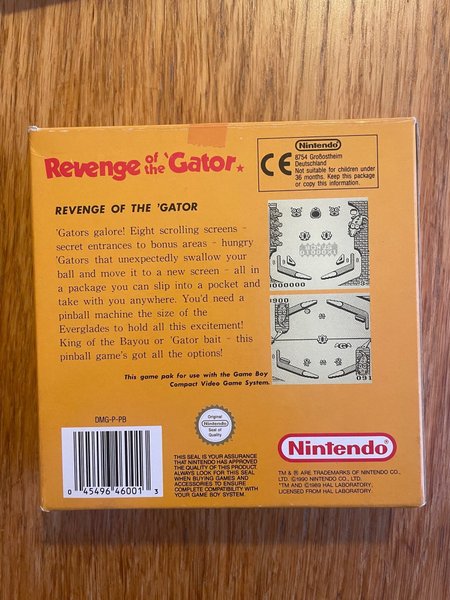 Revenge of the 'Gator
Nintendo
8754 Großostheim
Deutschland
Not suitable for children under
36 months. Keep this package
or copy this information.
CE
REVENGE OF THE 'GATOR
'Gators galore! Eight scrolling screens -
secret entrances to bonus areas - hungry
'Gators that unexpectedly swallow your
ball and move it to a new screen - all in
a package you can slip into a pocket and
take with you anywhere. You'd need a
pinball machine the size of the
Everglades to hold all this excitement!
King of the Bayou or 'Gator bait - this
pinball game's got all the options!
000000
900
091
This game pak for use with the Game Boy
Compact Video Game System.
DMG-P-PB
0 45496 46001 3
Original
Nintendo
Seal of
Quality
THIS SEAL IS YOUR ASSURANCE
THAT NINTENDO HAS APPROVED
THE QUALITY OF THIS PRODUCT.
ALWAYS LOOK FOR THIS SEAL
WHEN BUYING GAMES AND
ACCESSORIES TO ENSURE
COMPLETE COMPATIBILITY WITH
YOUR GAME BOY SYSTEM.
Nintendo
TM & ® ARE TRADEMARKS OF NINTENDO CO.,
LTD. ©1990 NINTENDO CO., LTD.
"TM AND ©1989 HAL LABORATORY.
LICENSED FROM HAL LABORATORY.